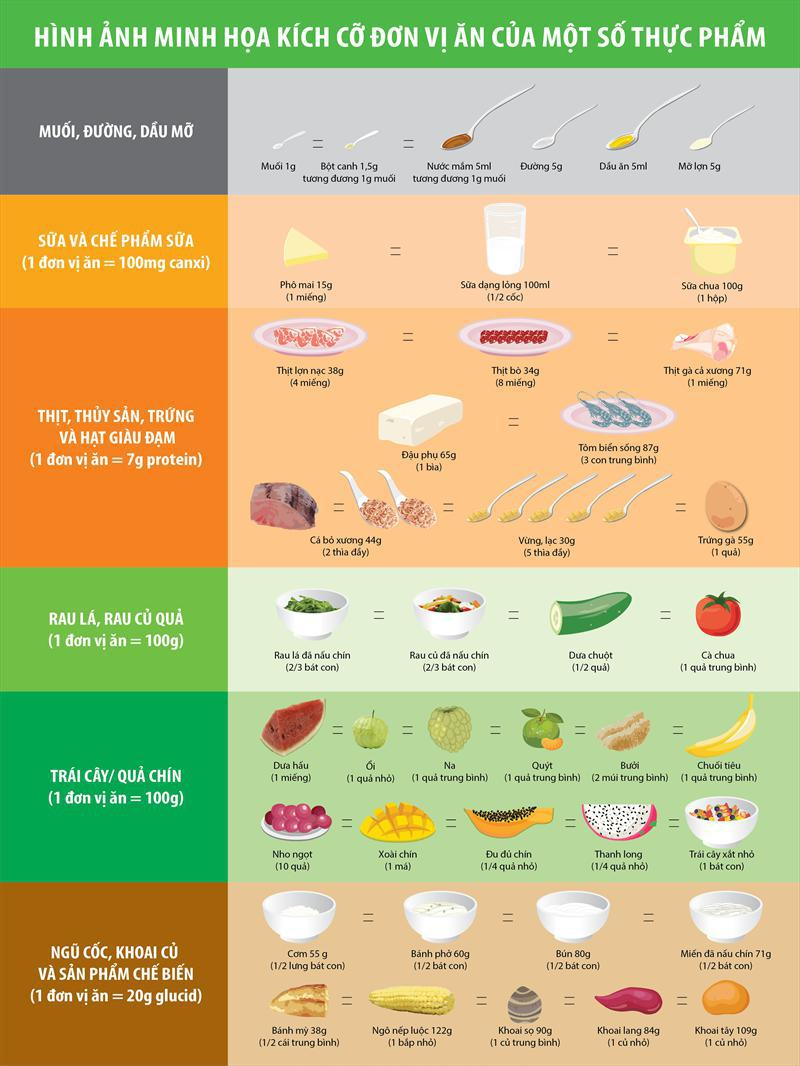 HÌNH ẢNH MINH HỌA KÍCH CỠ ĐƠN VỊ ĂN CỦA MỘT SỐ THỰC PHẨM
MUỐI, ĐƯỜNG, DẦU MỠ
= =
Muối 1g Bột canh 1,5g Nước mắm 5ml Đường 5g Dầu ăn 5ml Mỡ lợn 5g
tương đương 1g muối tương đương 1g muối
SỮA VÀ CHẾ PHẨM SỮA
(1 đơn vị ăn = 100mg canxi)
= =
Phô mai 15g Sữa dạng lỏng 100ml Sữa chua 100g
(1 miếng) (1/2 cốc) (1 hộp)
THỊT, THỦY SẢN, TRỨNG
VÀ HẠT GIÀU ĐẠM
(1 đơn vị ăn = 7g protein)
= =
Thịt lợn nạc 38g Thịt bò 34g Thịt gà cả xương 71g
(4 miếng) (8 miếng) (1 miếng)
=
Đậu phụ 65g Tôm biển sống 87g
(1 bìa) (3 con trung bình)
= = =
Cá bỏ xương 44g Vừng, lạc 30g Trứng gà 55g
(2 thìa đầy) (5 thìa đầy) (1 quả)
RAU LÁ, RAU CỦ QUẢ
(1 đơn vị ăn = 100g)
= = =
Rau lá đã nấu chín Rau củ đã nấu chín Dưa chuột Cà chua
(2/3 bát con) (2/3 bát con) (1/2 quả) (1 quả trung bình)
TRÁI CÂY/ QUẢ CHÍN
(1 đơn vị ăn = 100g)
= = = = =
Dưa hấu Ổi Na Quýt Bưởi Chuối tiêu
(1 miếng) (1 quả nhỏ) (1 quả trung bình) (1 quả trung bình) (2 múi trung bình) (1 quả trung bình)
= = = =
Nho ngọt Xoài chín Đu đủ chín Thanh long Trái cây xắt nhỏ
(10 quả) (1 má) (1/4 quả nhỏ) (1/4 quả nhỏ) (1 bát con)
NGŨ CỐC, KHOAI CỦ
VÀ SẢN PHẨM CHẾ BIẾN
(1 đơn vị ăn = 20g glucid)
= = =
Cơm 55 g Bánh phở 60g Bún 80g Miến đã nấu chín 71g
(1/2 lưng bát con) (1/2 bát con) (1/2 bát con) (1/2 bát con)
= = = =
Bánh mỳ 38g Ngô nếp luộc 122g Khoai sọ 90g Khoai lang 84g Khoai tây 109g
(1/2 cái trung bình) (1 bắp nhỏ) (1 củ trung bình) (1 củ nhỏ) (1 củ nhỏ)